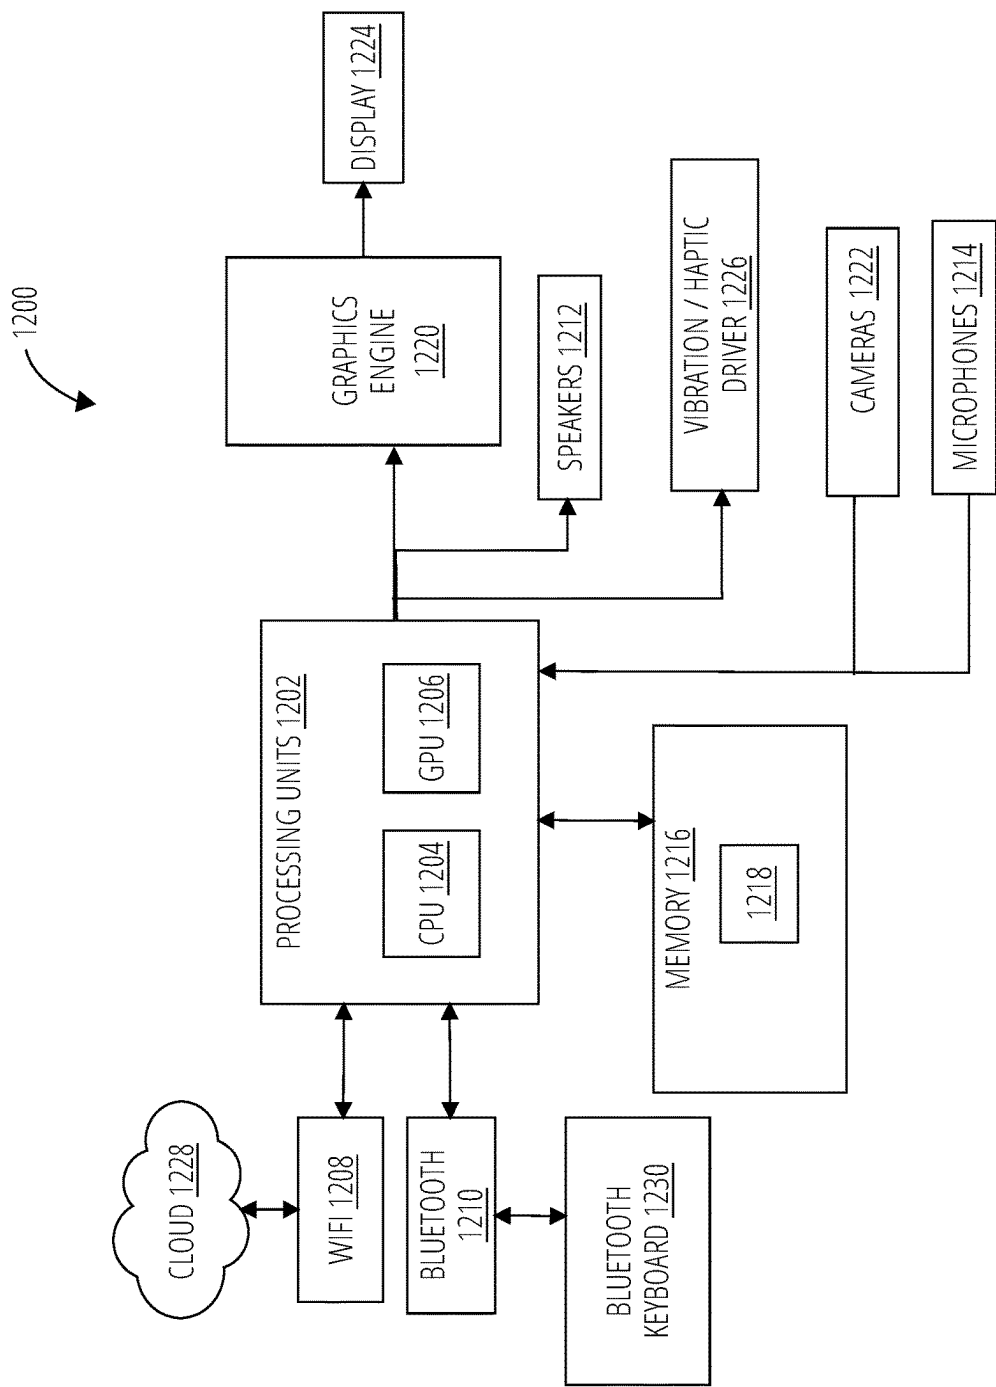 1200
CLOUD 1228
WIFI 1208
BLUETOOTH
1210
BLUETOOTH
KEYBOARD 1230
PROCESSING UNITS 1202
CPU 1204
GPU 1206
MEMORY 1216
1218
GRAPHICS
ENGINE
1220
DISPLAY 1224
SPEAKERS 1212
VIBRATION / HAPTIC
DRIVER 1226
CAMERAS 1222
MICROPHONES 1214